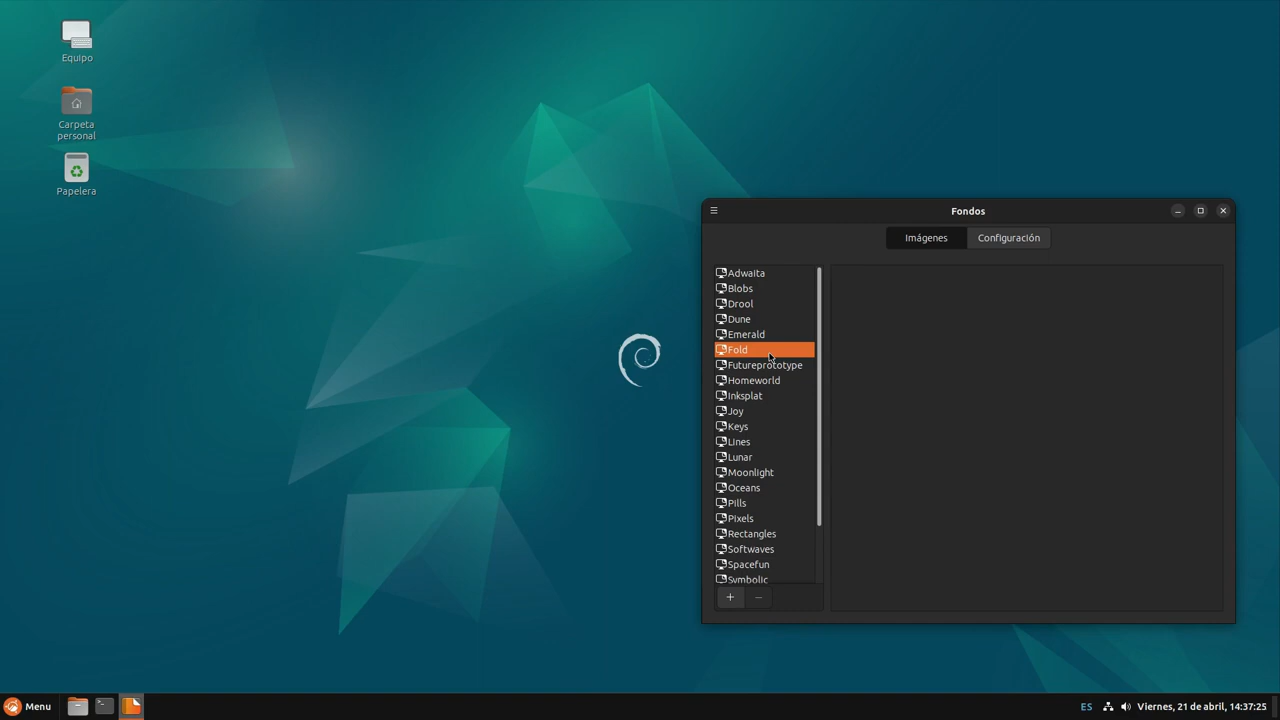 Equipo
Carpeta
personal
Papelera
Fondos
Imágenes
Configuración
Adwaita
Blobs
Drool
Dune
Emerald
Fold
Futureprototype
Homeworld
Inksplat
Joy
Keys
Lines
Lunar
Moonlight
Oceans
Pills
Pixels
Rectangles
Softwaves
Spacefun
Symbolic
Menu
ES
Viernes, 21 de abril, 14:37:25